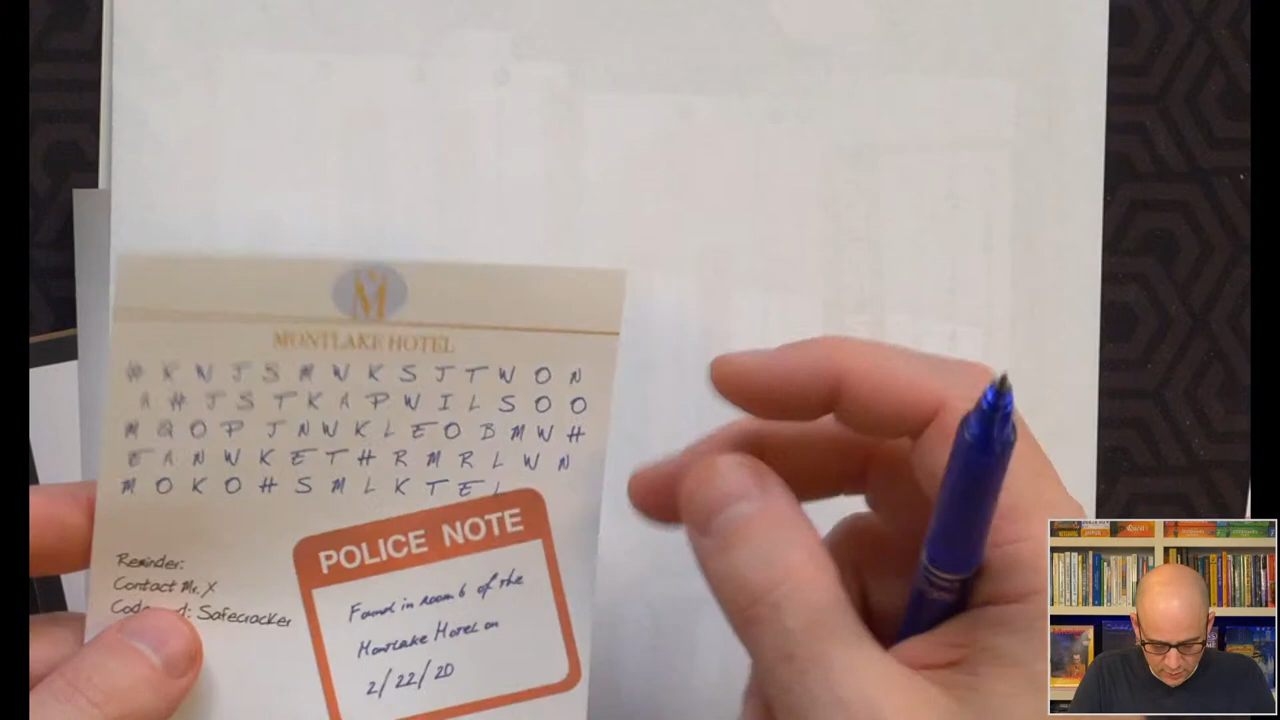 M
MONTLAKE HOTEL
H K W J S M W K S J T W O N
A H J S T K A P W I L S O O
M Q O P J N W K L E O B M W H
E A N W K E T H R M R L W N
M O K O H S M L K T E L
Reminder:
Contact Mr. X
Safecracker
POLICE NOTE
Found in room 6 of the
Montlake Hotel on
2/22/20